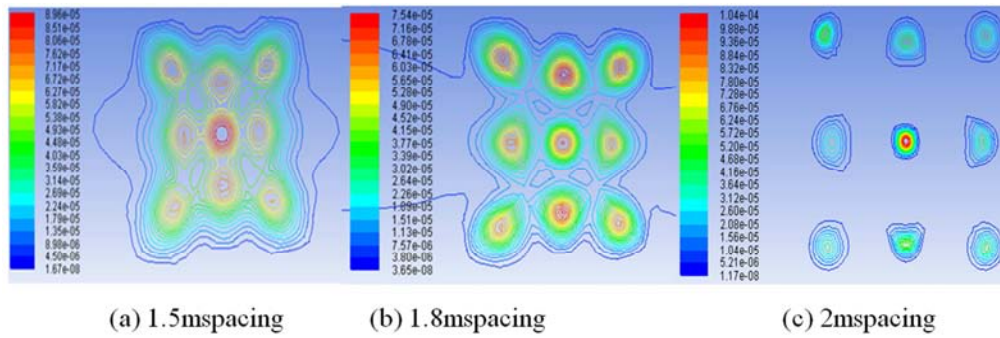 8.96e-05
8.51e-05
8.06e-05
7.62e-05
7.17e-05
6.72e-05
6.27e-05
5.82e-05
5.38e-05
4.93e-05
4.48e-05
4.03e-05
3.59e-05
3.14e-05
2.69e-05
2.24e-05
1.79e-05
1.35e-05
8.98e-06
4.50e-06
1.67e-08
7.54e-05
7.16e-05
6.78e-05
6.41e-05
6.03e-05
5.65e-05
5.28e-05
4.90e-05
4.52e-05
4.15e-05
3.77e-05
3.39e-05
3.02e-05
2.64e-05
2.26e-05
1.89e-05
1.51e-05
1.13e-05
7.57e-06
3.80e-06
3.65e-08
1.04e-04
9.88e-05
9.36e-05
8.84e-05
8.32e-05
7.80e-05
7.28e-05
6.76e-05
6.24e-05
5.72e-05
5.20e-05
4.68e-05
4.16e-05
3.64e-05
3.12e-05
2.60e-05
2.08e-05
1.56e-05
1.04e-05
5.21e-06
1.17e-08
(a) 1.5mspacing
(b) 1.8mspacing
(c) 2mspacing